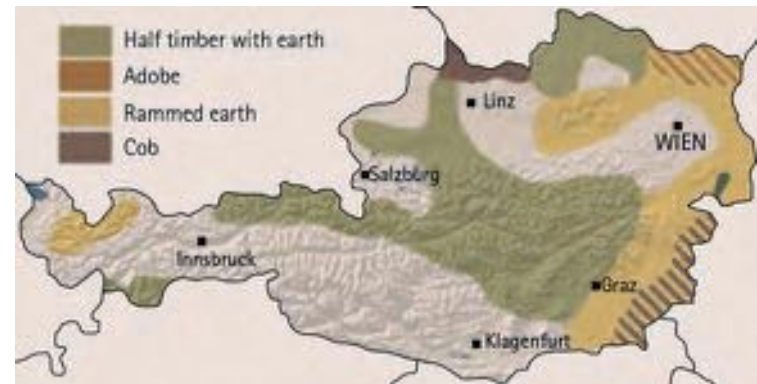 Half timber with earth
Adobe
Rammed earth
Cob
Linz
WIEN
Salzburg
Innsbruck
Graz
Klagenfurt